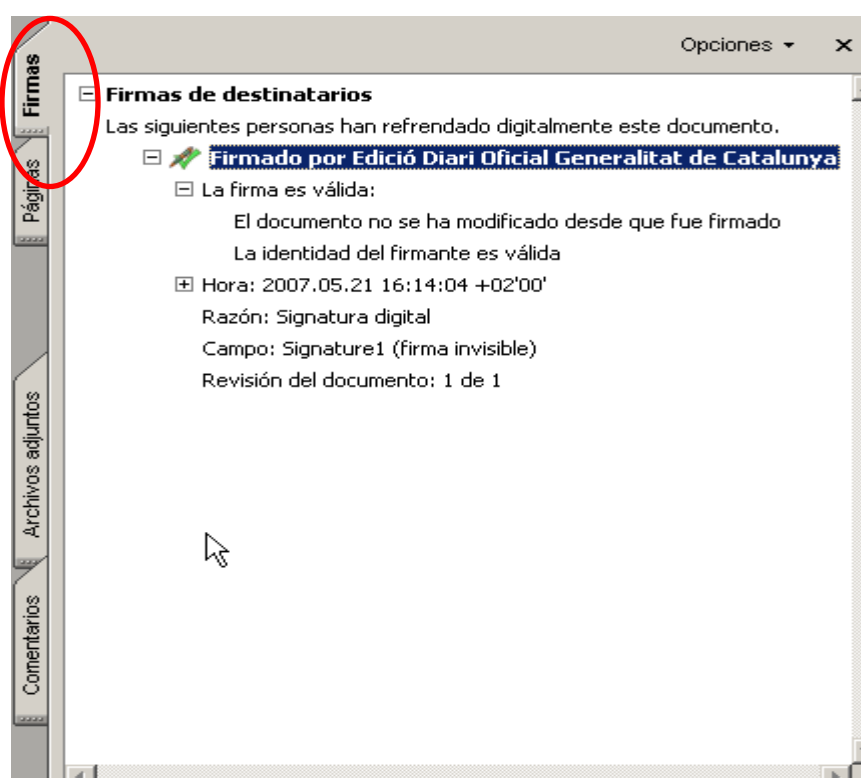 Opciones
Firmas
Páginas
Archivos adjuntos
Comentarios
Firmas de destinatarios
Las siguientes personas han refrendado digitalmente este documento.
Firmado por Edició Diari Oficial Generalitat de Catalunya
La firma es válida:
El documento no se ha modificado desde que fue firmado
La identidad del firmante es válida
Hora: 2007.05.21 16:14:04 +02'00'
Razón: Signatura digital
Campo: Signature1 (firma invisible)
Revisión del documento: 1 de 1